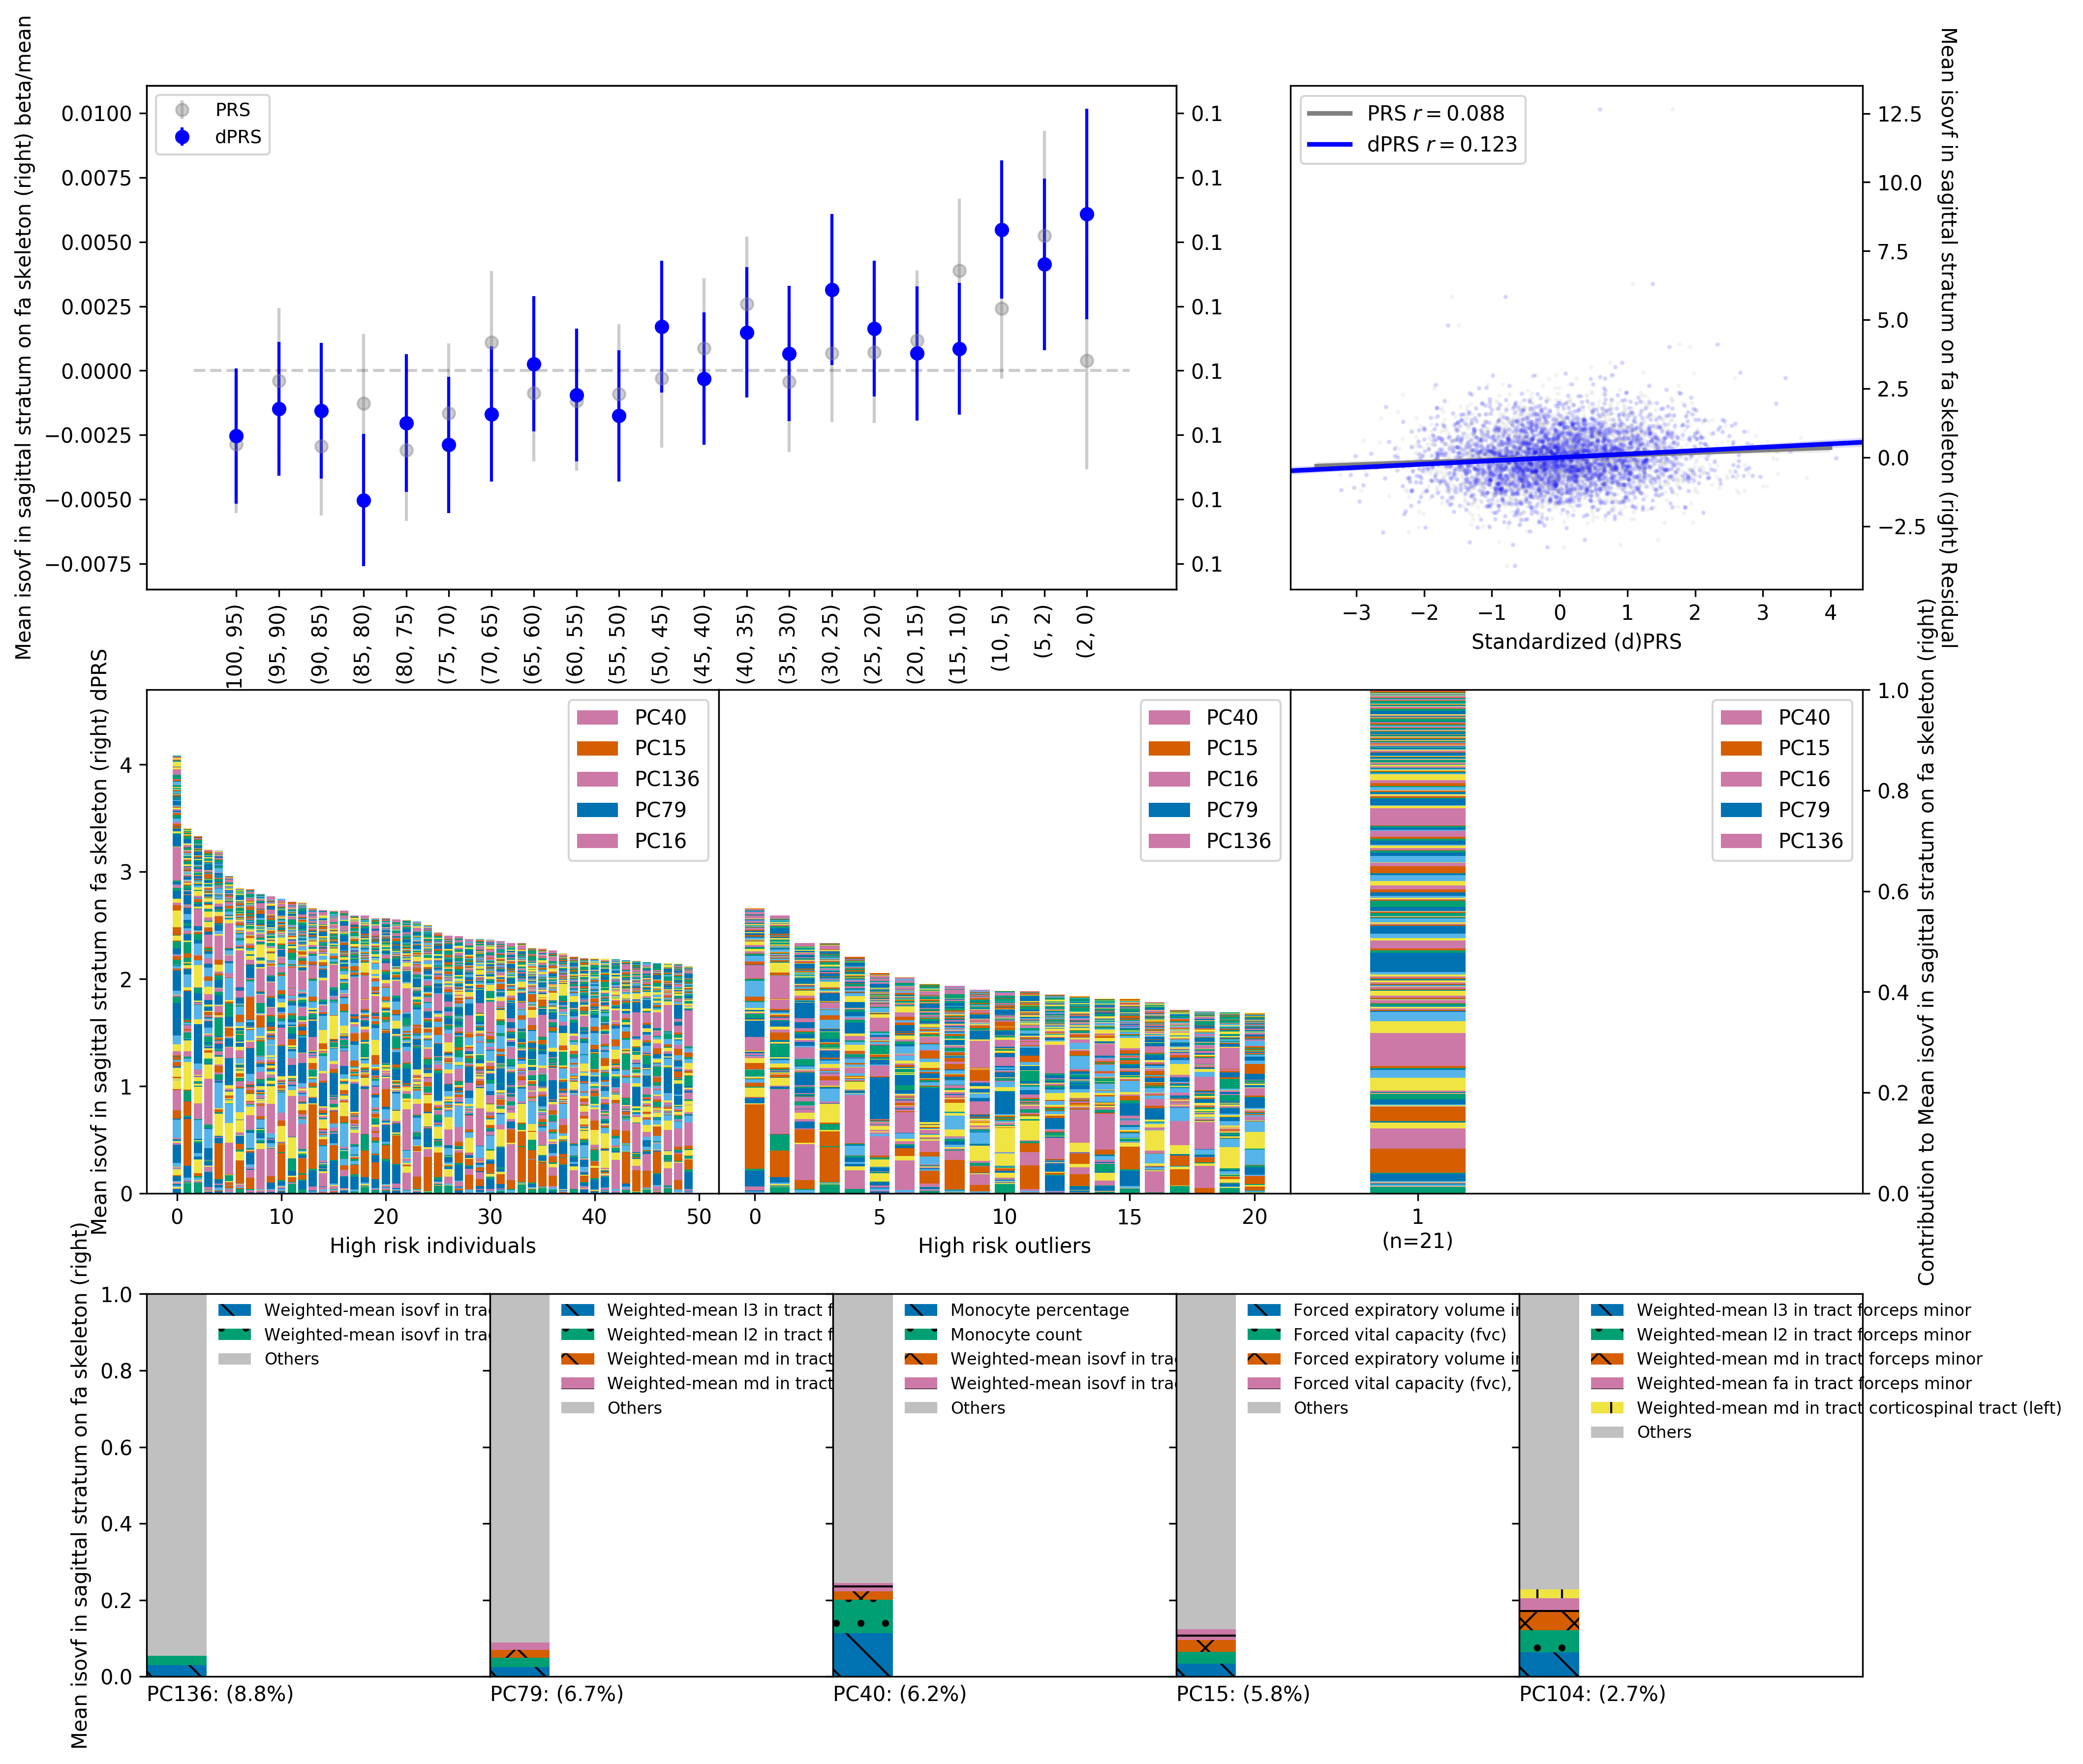 Mean isovf in sagittal stratum on fa skeleton (right) beta/mean
0.0100
0.0075
0.0050
0.0025
0.0000
−0.0025
−0.0050
−0.0075
PRS
dPRS
0.1
0.1
0.1
0.1
0.1
0.1
0.1
0.1
100, 95)
(95, 90)
(90, 85)
(85, 80)
(80, 75)
(75, 70)
(70, 65)
(65, 60)
(60, 55)
(55, 50)
(50, 45)
(45, 40)
(40, 35)
(35, 30)
(30, 25)
(25, 20)
(20, 15)
(15, 10)
(10, 5)
(5, 2)
(2, 0)
PRS r = 0.088
dPRS r = 0.123
12.5
10.0
7.5
5.0
2.5
0.0
−2.5
Mean isovf in sagittal stratum on fa skeleton (right) Residual
−3 −2 −1 0 1 2 3 4
Standardized (d)PRS
Mean isovf in sagittal stratum on fa skeleton (right) dPRS
4
3
2
1
0
PC40
PC15
PC136
PC79
PC16
0 10 20 30 40 50
High risk individuals
PC40
PC15
PC16
PC79
PC136
0 5 10 15 20
High risk outliers
PC40
PC15
PC16
PC79
PC136
1
(n=21)
1.0
0.8
0.6
0.4
0.2
0.0
Contribution to Mean isovf in sagittal stratum on fa skeleton (right)
Mean isovf in sagittal stratum on fa skeleton (right)
1.0
0.8
0.6
0.4
0.2
0.0
Weighted-mean isovf in tra
Weighted-mean isovf in tra
Others
PC136: (8.8%)
Weighted-mean l3 in tract f
Weighted-mean l2 in tract f
Weighted-mean md in tract
Weighted-mean md in tract
Others
PC79: (6.7%)
Monocyte percentage
Monocyte count
Weighted-mean isovf in tra
Weighted-mean isovf in tra
Others
PC40: (6.2%)
Forced expiratory volume in
Forced vital capacity (fvc)
Forced expiratory volume in
Forced vital capacity (fvc),
Others
PC15: (5.8%)
Weighted-mean l3 in tract forceps minor
Weighted-mean l2 in tract forceps minor
Weighted-mean md in tract forceps minor
Weighted-mean fa in tract forceps minor
Weighted-mean md in tract corticospinal tract (left)
Others
PC104: (2.7%)